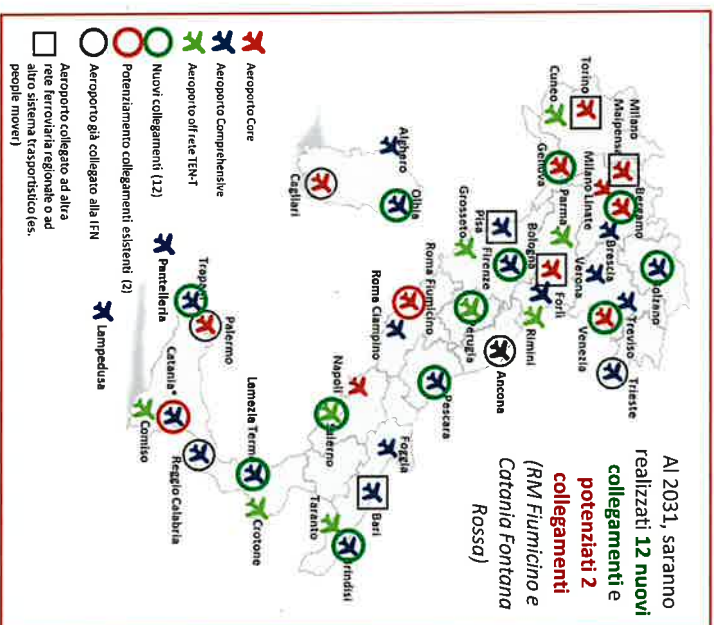 Al 2031, saranno
realizzati 12 nuovi
collegamenti e
potenziati 2
collegamenti
(RM Fiumicino e
Catania Fontana
Rossa)
Bolzano
Trieste
Treviso
Venezia
Verona
Brescia
Bergamo
Milano
Malpensa
Milano Linate
Torino
Cuneo
Genova
Parma
Bologna
Forlì
Rimini
Firenze
Pisa
Grosseto
Perugia
Ancona
Pescara
Roma Fiumicino
Roma Ciampino
Olbia
Alghero
Cagliari
Napoli
Salerno
Foggia
Bari
Brindisi
Taranto
Lamezia Terme
Crotone
Reggio Calabria
Catania*
Comiso
Palermo
Trapani
Pantelleria
Lampedusa
Aeroporto Core
Aeroporto Comprehensive
Aeroporto off rete TEN-T
Nuovi collegamenti (12)
Potenziamento collegamenti esistenti (2)
Aeroporto già collegato alla IFN
Aeroporto collegato ad altra
rete ferroviaria regionale o ad
altro sistema trasportistico (es.
people mover)